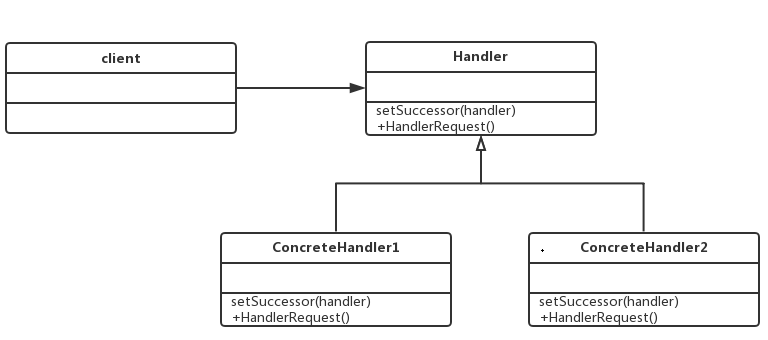 client
Handler
setSuccessor(handler)
+HandlerRequest()
ConcreteHandler1
setSuccessor(handler)
+HandlerRequest()
ConcreteHandler2
setSuccessor(handler)
+HandlerRequest()